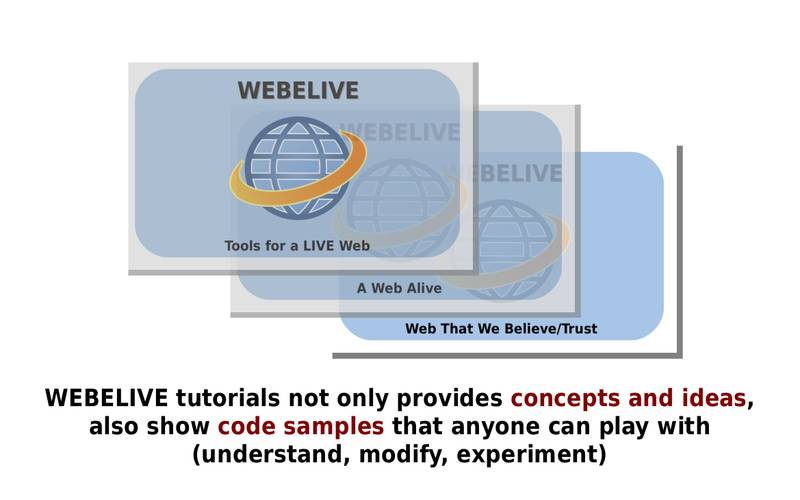 WEBELIVE
Tools for a LIVE Web
WEBELIVE
A Web Alive
WEBELIVE
Web That We Believe/Trust
WEBELIVE tutorials not only provides concepts and ideas,
also show code samples that anyone can play with
(understand, modify, experiment)